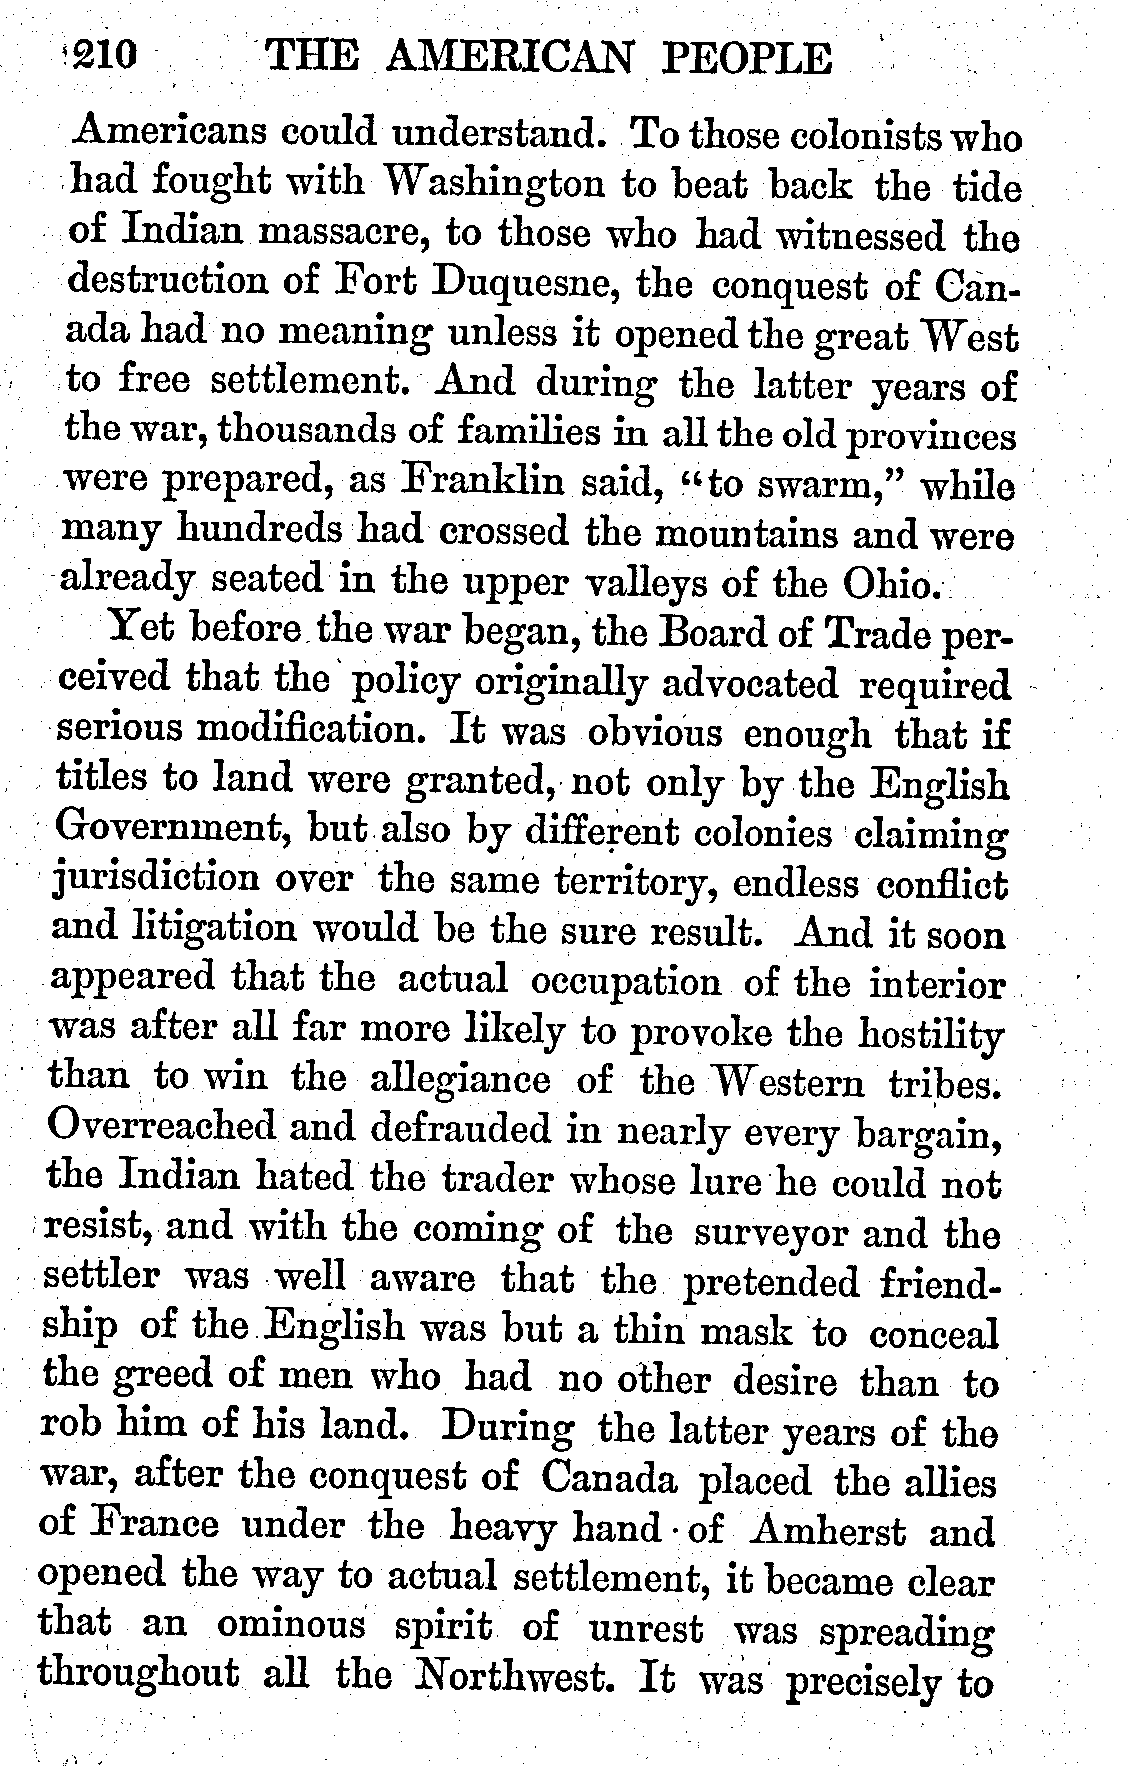 210 THE AMERICAN PEOPLE
Americans could understand. To those colonists who
had fought with Washington to beat back the tide
of Indian massacre, to those who had witnessed the
destruction of Fort Duquesne, the conquest of Can-
ada had no meaning unless it opened the great West
to free settlement. And during the latter years of
the war, thousands of families in all the old provinces
were prepared, as Franklin said, “to swarm,” while
many hundreds had crossed the mountains and were
already seated in the upper valleys of the Ohio.
Yet before the war began, the Board of Trade per-
ceived that the policy originally advocated required
serious modification. It was obvious enough that if
titles to land were granted, not only by the English
Government, but also by different colonies claiming
jurisdiction over the same territory, endless conflict
and litigation would be the sure result. And it soon
appeared that the actual occupation of the interior
was after all far more likely to provoke the hostility
than to win the allegiance of the Western tribes.
Overreached and defrauded in nearly every bargain,
the Indian hated the trader whose lure he could not
resist, and with the coming of the surveyor and the
settler was well aware that the pretended friend-
ship of the English was but a thin mask to conceal
the greed of men who had no other desire than to
rob him of his land. During the latter years of the
war, after the conquest of Canada placed the allies
of France under the heavy hand of Amherst and
opened the way to actual settlement, it became clear
that an ominous spirit of unrest was spreading
throughout all the Northwest. It was precisely to